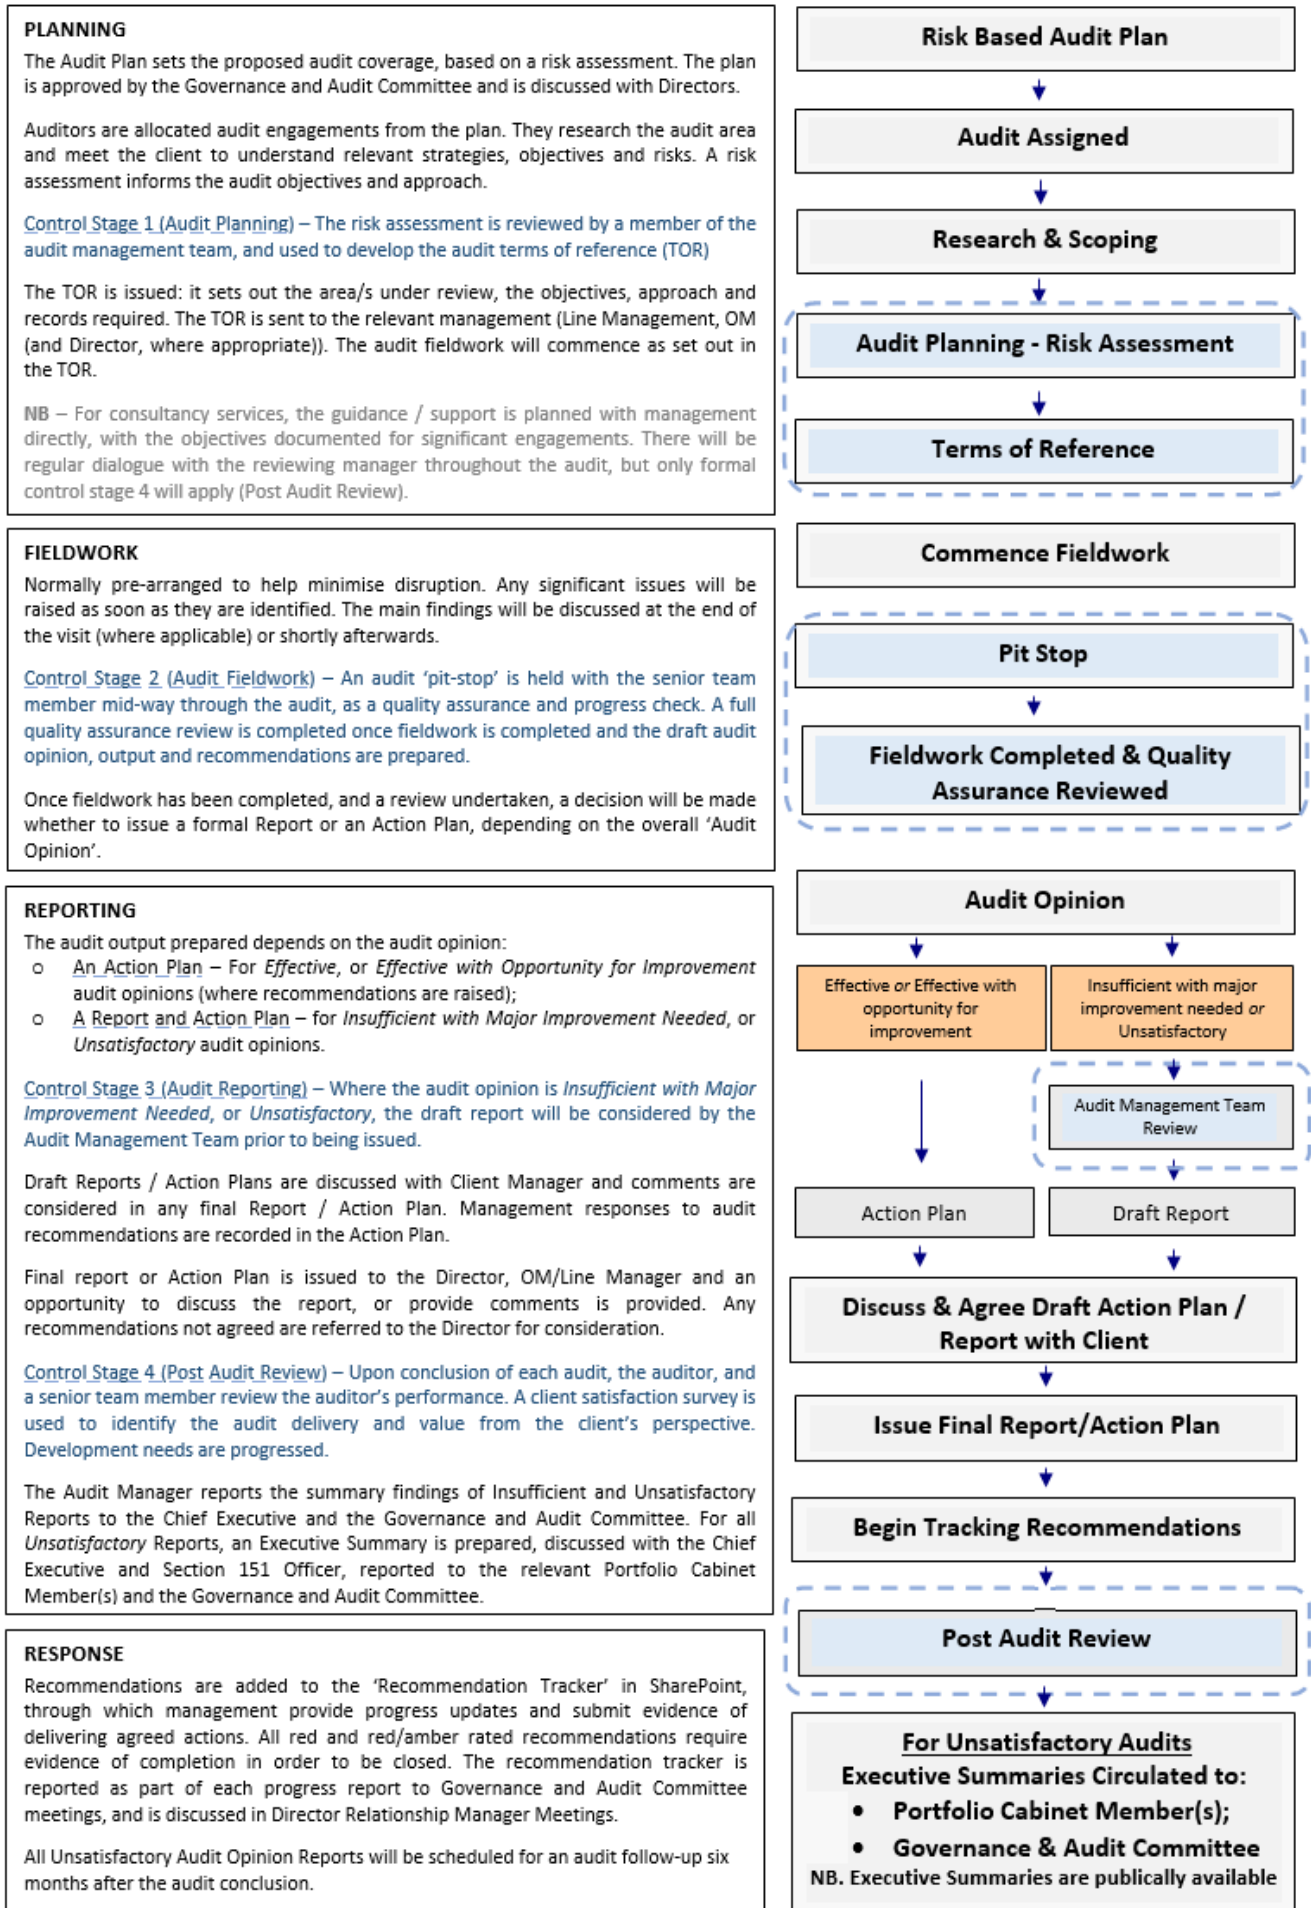 PLANNING
The Audit Plan sets the proposed audit coverage, based on a risk assessment. The plan
is approved by the Governance and Audit Committee and is discussed with Directors.
Auditors are allocated audit engagements from the plan. They research the audit area
and meet the client to understand relevant strategies, objectives and risks. A risk
assessment informs the audit objectives and approach.
Control Stage 1 (Audit Planning) – The risk assessment is reviewed by a member of the
audit management team, and used to develop the audit terms of reference (TOR)
The TOR is issued: it sets out the area/s under review, the objectives, approach and
records required. The TOR is sent to the relevant management (Line Management, OM
(and Director, where appropriate)). The audit fieldwork will commence as set out in
the TOR.
NB – For consultancy services, the guidance / support is planned with management
directly, with the objectives documented for significant engagements. There will be
regular dialogue with the reviewing manager throughout the audit, but only formal
control stage 4 will apply (Post Audit Review).
FIELDWORK
Normally pre-arranged to help minimise disruption. Any significant issues will be
raised as soon as they are identified. The main findings will be discussed at the end of
the visit (where applicable) or shortly afterwards.
Control Stage 2 (Audit Fieldwork) – An audit ‘pit-stop’ is held with the senior team
member mid-way through the audit, as a quality assurance and progress check. A full
quality assurance review is completed once fieldwork is completed and the draft audit
opinion, output and recommendations are prepared.
Once fieldwork has been completed, and a review undertaken, a decision will be made
whether to issue a formal Report or an Action Plan, depending on the overall ‘Audit
Opinion’.
REPORTING
The audit output prepared depends on the audit opinion:
o An Action Plan – For Effective, or Effective with Opportunity for Improvement
audit opinions (where recommendations are raised);
o A Report and Action Plan – for Insufficient with Major Improvement Needed, or
Unsatisfactory audit opinions.
Control Stage 3 (Audit Reporting) – Where the audit opinion is Insufficient with Major
Improvement Needed, or Unsatisfactory, the draft report will be considered by the
Audit Management Team prior to being issued.
Draft Reports / Action Plans are discussed with Client Manager and comments are
considered in any final Report / Action Plan. Management responses to audit
recommendations are recorded in the Action Plan.
Final report or Action Plan is issued to the Director, OM/Line Manager and an
opportunity to discuss the report, or provide comments is provided. Any
recommendations not agreed are referred to the Director for consideration.
Control Stage 4 (Post Audit Review) – Upon conclusion of each audit, the auditor, and
a senior team member review the auditor’s performance. A client satisfaction survey is
used to identify the audit delivery and value from the client’s perspective.
Development needs are progressed.
The Audit Manager reports the summary findings of Insufficient and Unsatisfactory
Reports to the Chief Executive and the Governance and Audit Committee. For all
Unsatisfactory Reports, an Executive Summary is prepared, discussed with the Chief
Executive and Section 151 Officer, reported to the relevant Portfolio Cabinet
Member(s) and the Governance and Audit Committee.
RESPONSE
Recommendations are added to the ‘Recommendation Tracker’ in SharePoint,
through which management provide progress updates and submit evidence of
delivering agreed actions. All red and red/amber rated recommendations require
evidence of completion in order to be closed. The recommendation tracker is
reported as part of each progress report to Governance and Audit Committee
meetings, and is discussed in Director Relationship Manager Meetings.
All Unsatisfactory Audit Opinion Reports will be scheduled for an audit follow-up six
months after the audit conclusion.
Risk Based Audit Plan
Audit Assigned
Research & Scoping
Audit Planning - Risk Assessment
Terms of Reference
Commence Fieldwork
Pit Stop
Fieldwork Completed & Quality
Assurance Reviewed
Audit Opinion
Effective or Effective with
opportunity for
improvement
Insufficient with major
improvement needed or
Unsatisfactory
Audit Management Team
Review
Action Plan
Draft Report
Discuss & Agree Draft Action Plan /
Report with Client
Issue Final Report/Action Plan
Begin Tracking Recommendations
Post Audit Review
For Unsatisfactory Audits
Executive Summaries Circulated to:
• Portfolio Cabinet Member(s);
• Governance & Audit Committee
NB. Executive Summaries are publically available